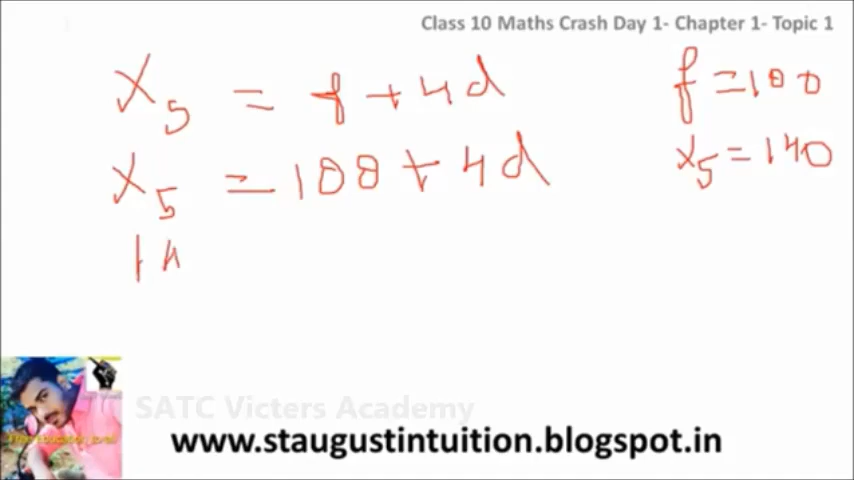 Class 10 Maths Crash Day 1- Chapter 1- Topic 1
x₅ = f + 4d
f = 100
x₅ = 100 + 4d
x₅ = 140
14
SATC Victers Academy
www.staugustintuition.blogspot.in